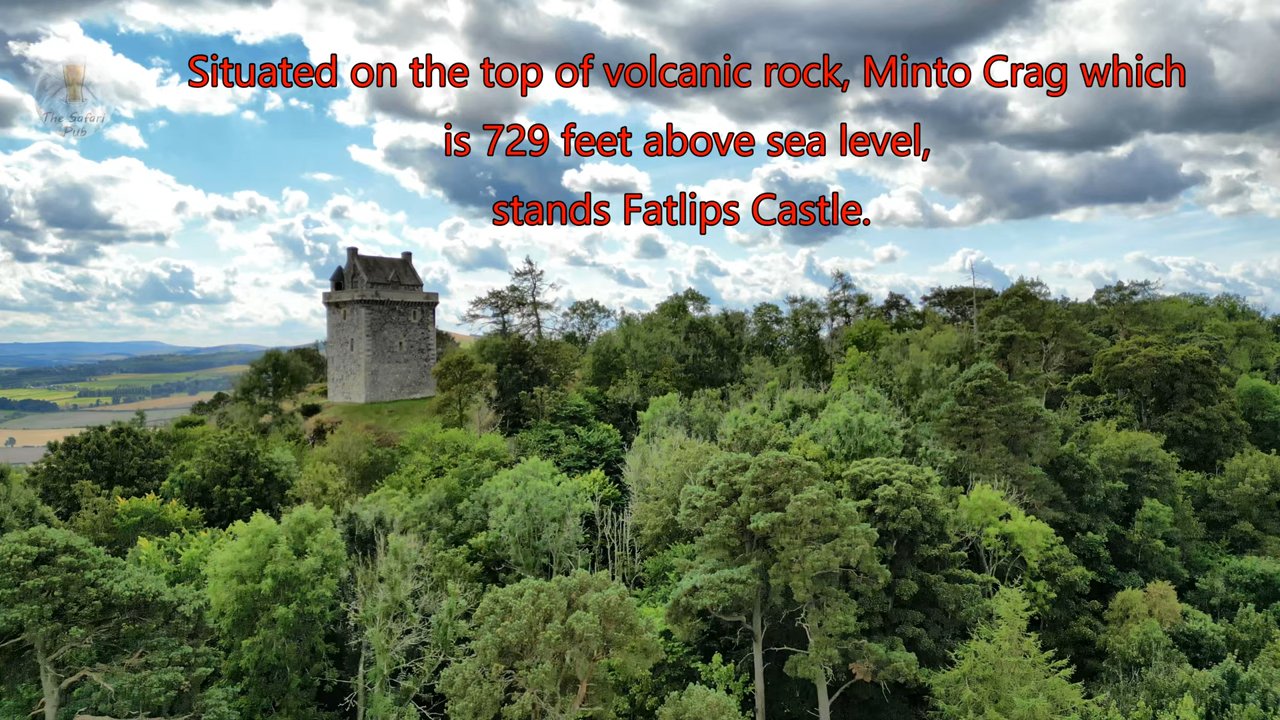 Situated on the top of volcanic rock, Minto Crag which
is 729 feet above sea level,
stands Fatlips Castle.
The Safari
Pub